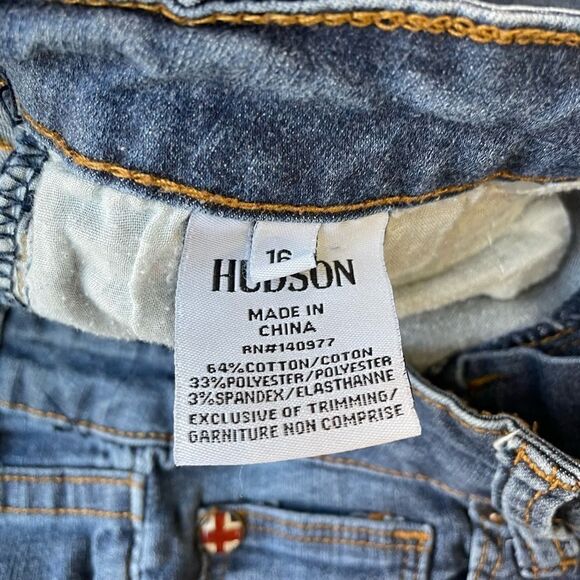 16
HUDSON
MADE IN
CHINA
RN#140977
64%COTTON/COTON
33%POLYESTER/POLYESTER
3%SPANDEX/ELASTHANNE
EXCLUSIVE OF TRIMMING/
GARNITURE NON COMPRISE